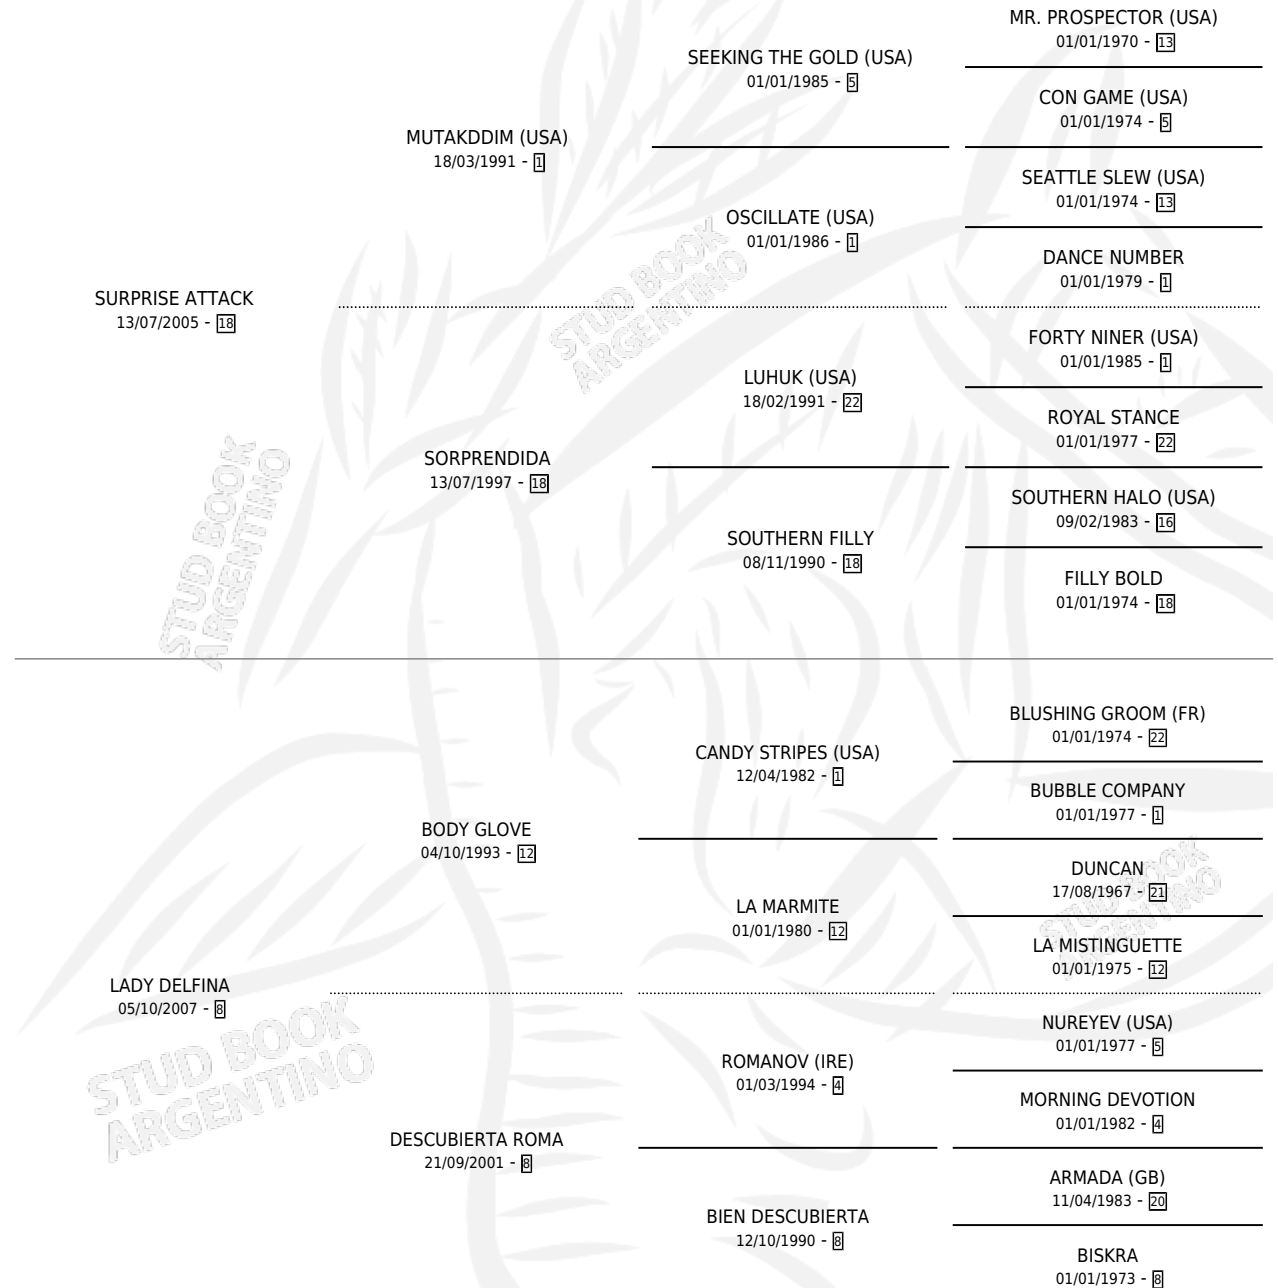 MR. PROSPECTOR (USA)
01/01/1970 - 13
SEEKING THE GOLD (USA)
01/01/1985 - 5
CON GAME (USA)
01/01/1974 - 5
MUTAKDDIM (USA)
18/03/1991 - 1
SEATTLE SLEW (USA)
01/01/1974 - 13
OSCILLATE (USA)
01/01/1986 - 1
DANCE NUMBER
01/01/1979 - 1
SURPRISE ATTACK
13/07/2005 - 18
STUD BOOK
ARGENTINO
FORTY NINER (USA)
01/01/1985 - 1
LUHUK (USA)
18/02/1991 - 22
ROYAL STANCE
01/01/1977 - 22
SORPRENDIDA
13/07/1997 - 18
SOUTHERN HALO (USA)
09/02/1983 - 16
SOUTHERN FILLY
08/11/1990 - 18
FILLY BOLD
01/01/1974 - 18
STUD BOOK
ARGENTINO
BLUSHING GROOM (FR)
01/01/1974 - 22
CANDY STRIPES (USA)
12/04/1982 - 1
BUBBLE COMPANY
01/01/1977 - 1
BODY GLOVE
04/10/1993 - 12
DUNCAN
17/08/1967 - 21
LA MARMITE
01/01/1980 - 12
LA MISTINGUETTE
01/01/1975 - 12
STUD BOOK
ARGENTINO
LADY DELFINA
05/10/2007 - 8
STUD BOOK
ARGENTINO
NUREYEV (USA)
01/01/1977 - 5
ROMANOV (IRE)
01/03/1994 - 4
MORNING DEVOTION
01/01/1982 - 4
DESCUBIERTA ROMA
21/09/2001 - 8
ARMADA (GB)
11/04/1983 - 20
BIEN DESCUBIERTA
12/10/1990 - 8
BISKRA
01/01/1973 - 8